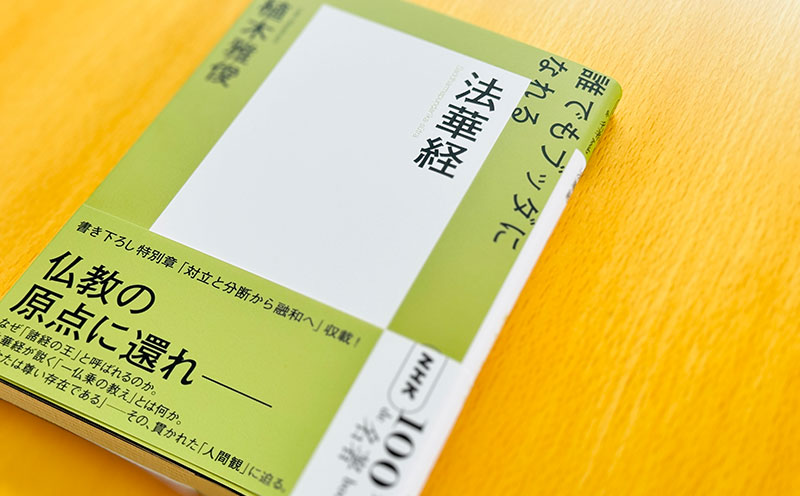 誰でもブッダに
なれる
法華経
植木雅俊
書き下ろし特別章「対立と分断から融和へ」収載!
仏教の
原点に還れ──
なぜ「諸経の王」と呼ばれるのか。
華経が説く「一仏乗の教え」とは何か。
たは尊い存在である」──その、貫かれた「人間観」に迫る。
NHK
100
de
名著